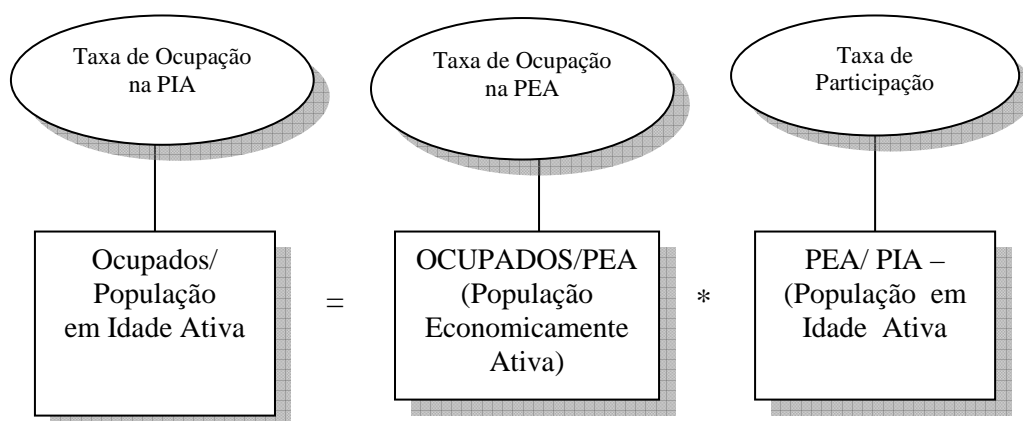 Taxa de Ocupação
na PIA
Taxa de Ocupação
na PEA
Taxa de
Participação
Ocupados/
População
em Idade Ativa
=
OCUPADOS/PEA
(População
Economicamente
Ativa)
*
PEA/ PIA –
(População em
Idade Ativa